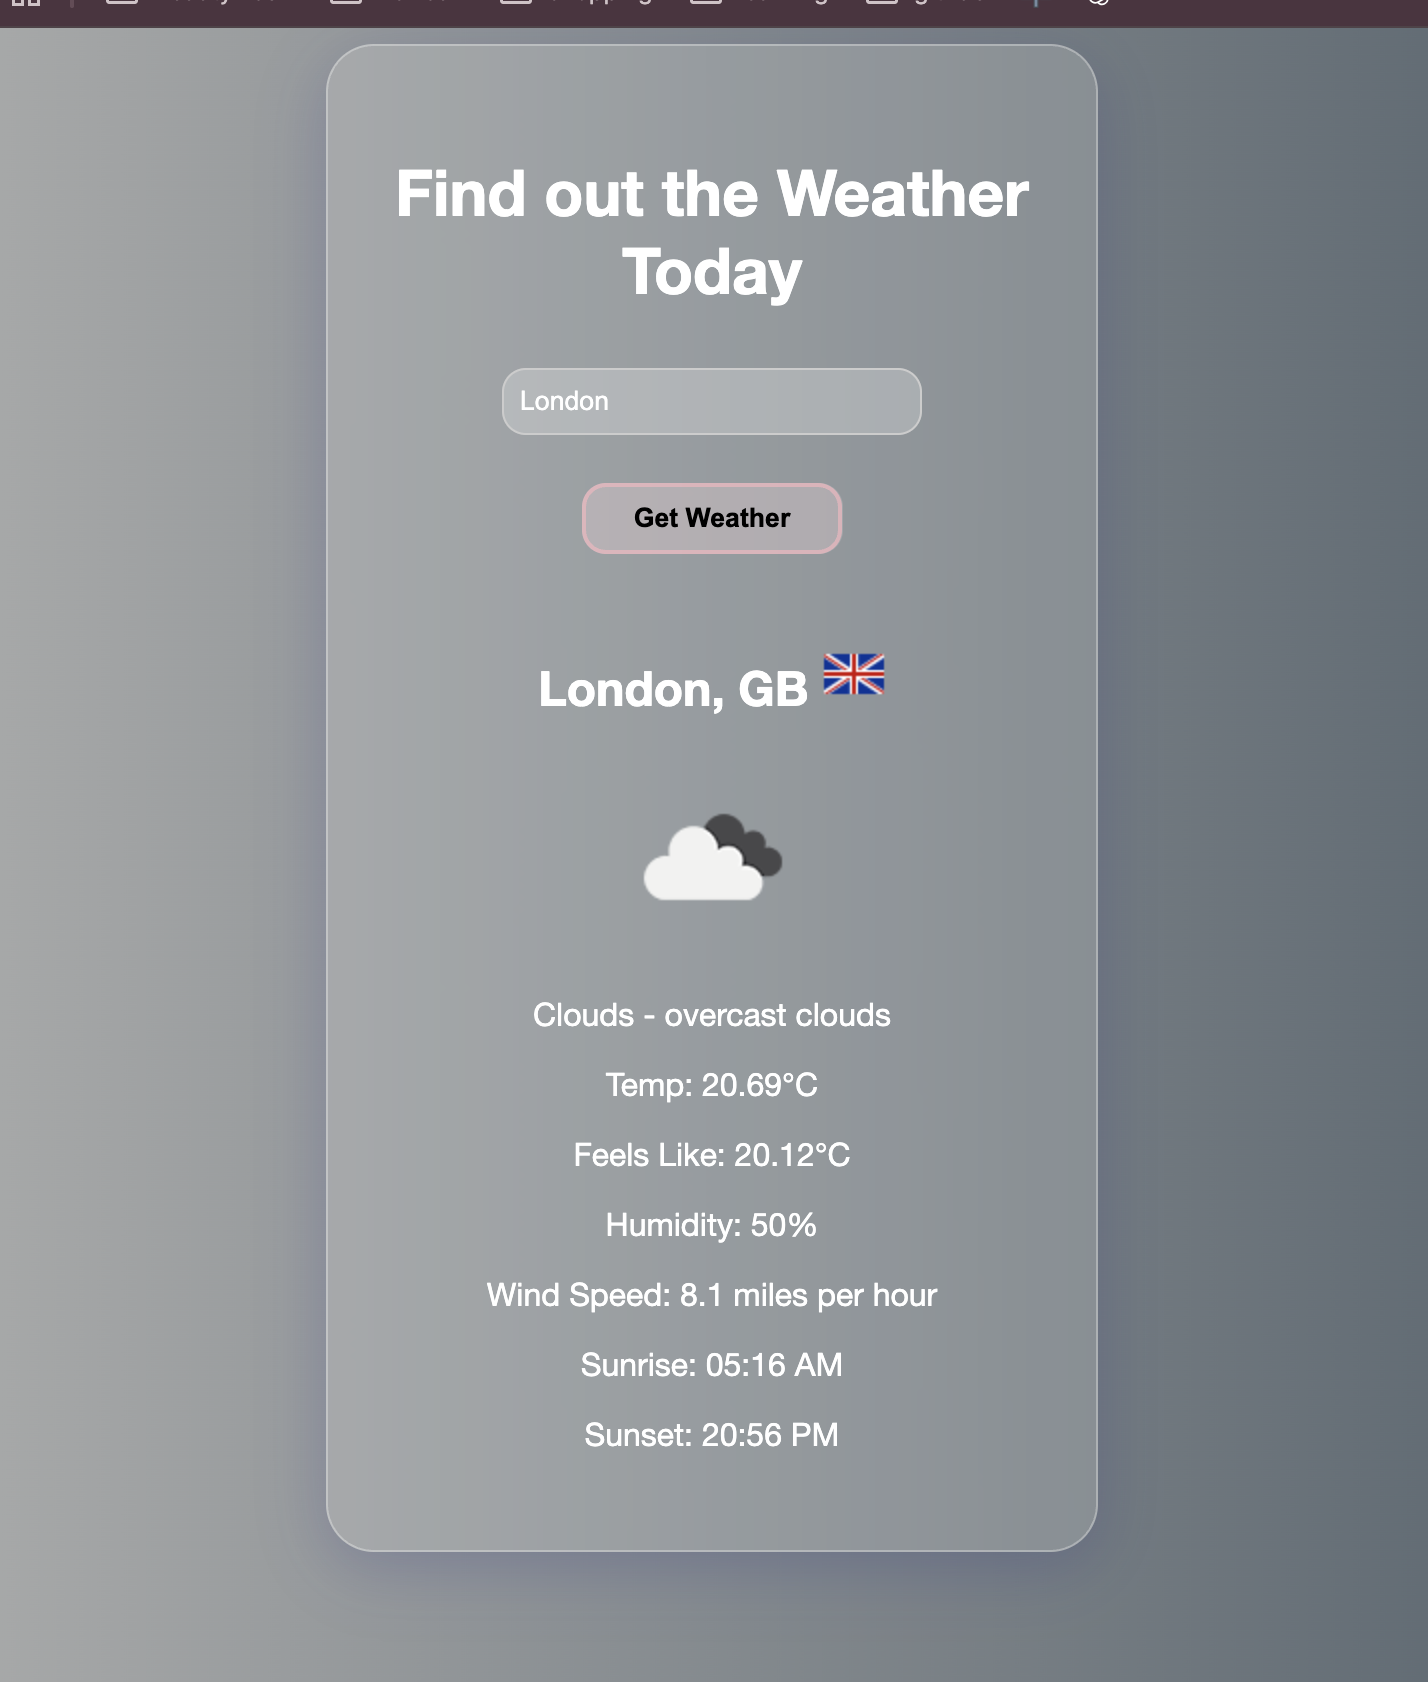 Find out the Weather
Today
London
Get Weather
London, GB
Clouds - overcast clouds
Temp: 20.69°C
Feels Like: 20.12°C
Humidity: 50%
Wind Speed: 8.1 miles per hour
Sunrise: 05:16 AM
Sunset: 20:56 PM